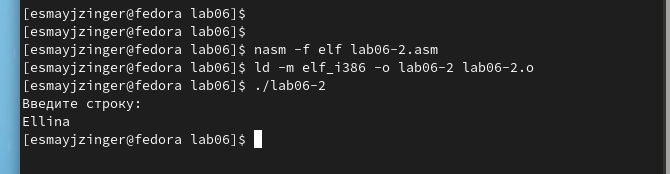 [esmayjzinger@fedora lab06]$
[esmayjzinger@fedora lab06]$
[esmayjzinger@fedora lab06]$ nasm -f elf lab06-2.asm
[esmayjzinger@fedora lab06]$ ld -m elf_i386 -o lab06-2 lab06-2.o
[esmayjzinger@fedora lab06]$ ./lab06-2
Введите строку:
Ellina
[esmayjzinger@fedora lab06]$